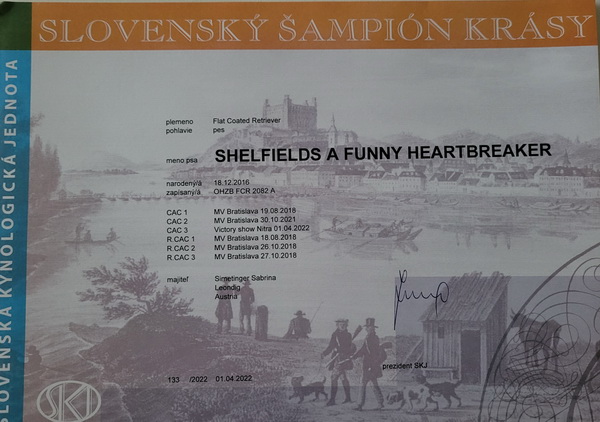 SLOVENSKÝ ŠAMPIÓN KRÁSY
SLOVENSKÁ KYNOLOGICKÁ JEDNOTA
plemeno Flat Coated Retriever
pohlavie pes
meno psa SHELFIELDS A FUNNY HEARTBREAKER
narodený/á 18.12.2016
zapísaný/á ÖHZB FCR 2082 A
CAC 1 MV Bratislava 19.08.2018
CAC 2 MV Bratislava 30.10.2021
CAC 3 Victory show Nitra 01.04.2022
R.CAC 1 MV Bratislava 18.08.2018
R.CAC 2 MV Bratislava 26.10.2018
R.CAC 3 MV Bratislava 27.10.2018
majiteľ Simetinger Sabrina
Leondig
Austria
prezident SKJ
133 /2022 01.04.2022
SKJ